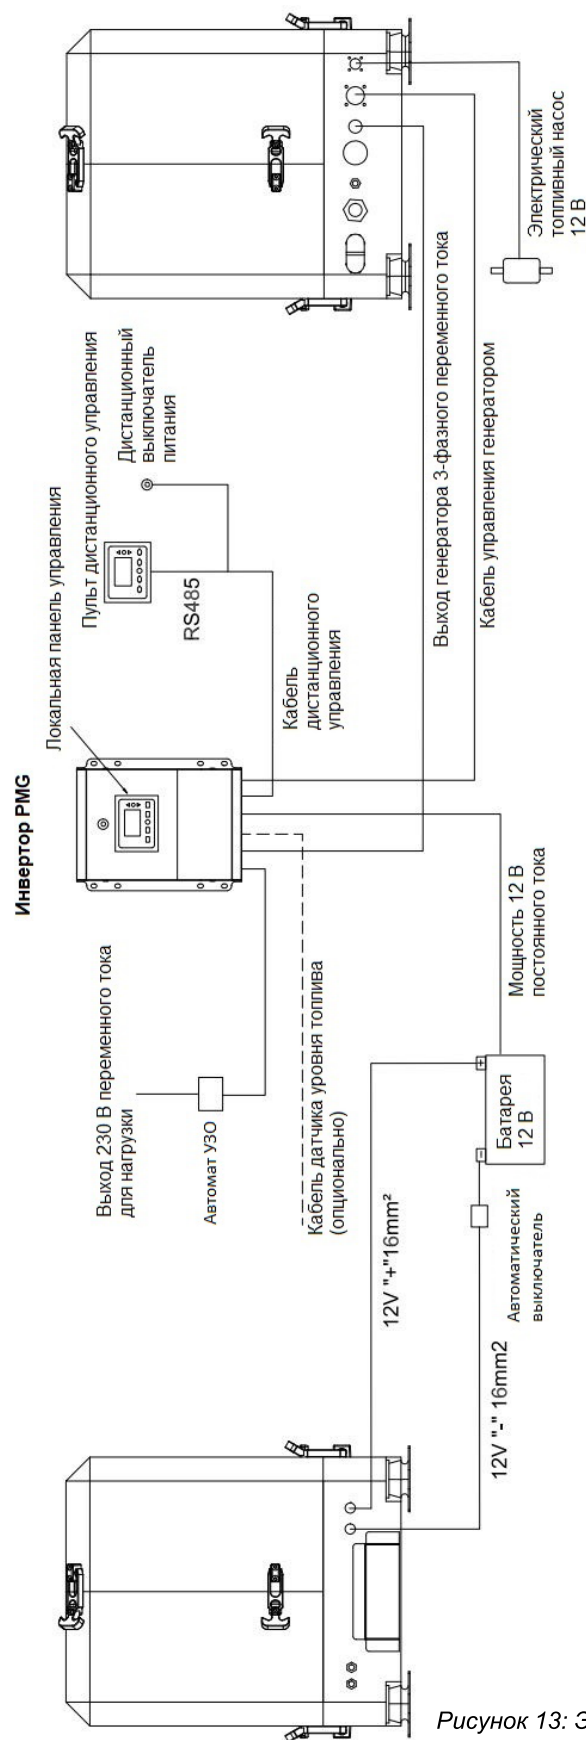 Инвертор PMG
Локальная панель управления
Пульт дистанционного управления
Дистанционный
выключатель
питания
RS485
Кабель
дистанционного
управления
Выход генератора 3-фазного переменного тока
Кабель управления генератором
Электрический
топливный насос
12 В
Выход 230 В переменного тока
для нагрузки
Автомат УЗО
Кабель датчика уровня топлива
(опционально)
Мощность 12 В
постоянного тока
+
-
Батарея
12 В
12V "+"16mm²
Автоматический
выключатель
12V "-" 16mm2
Рисунок 13: Э